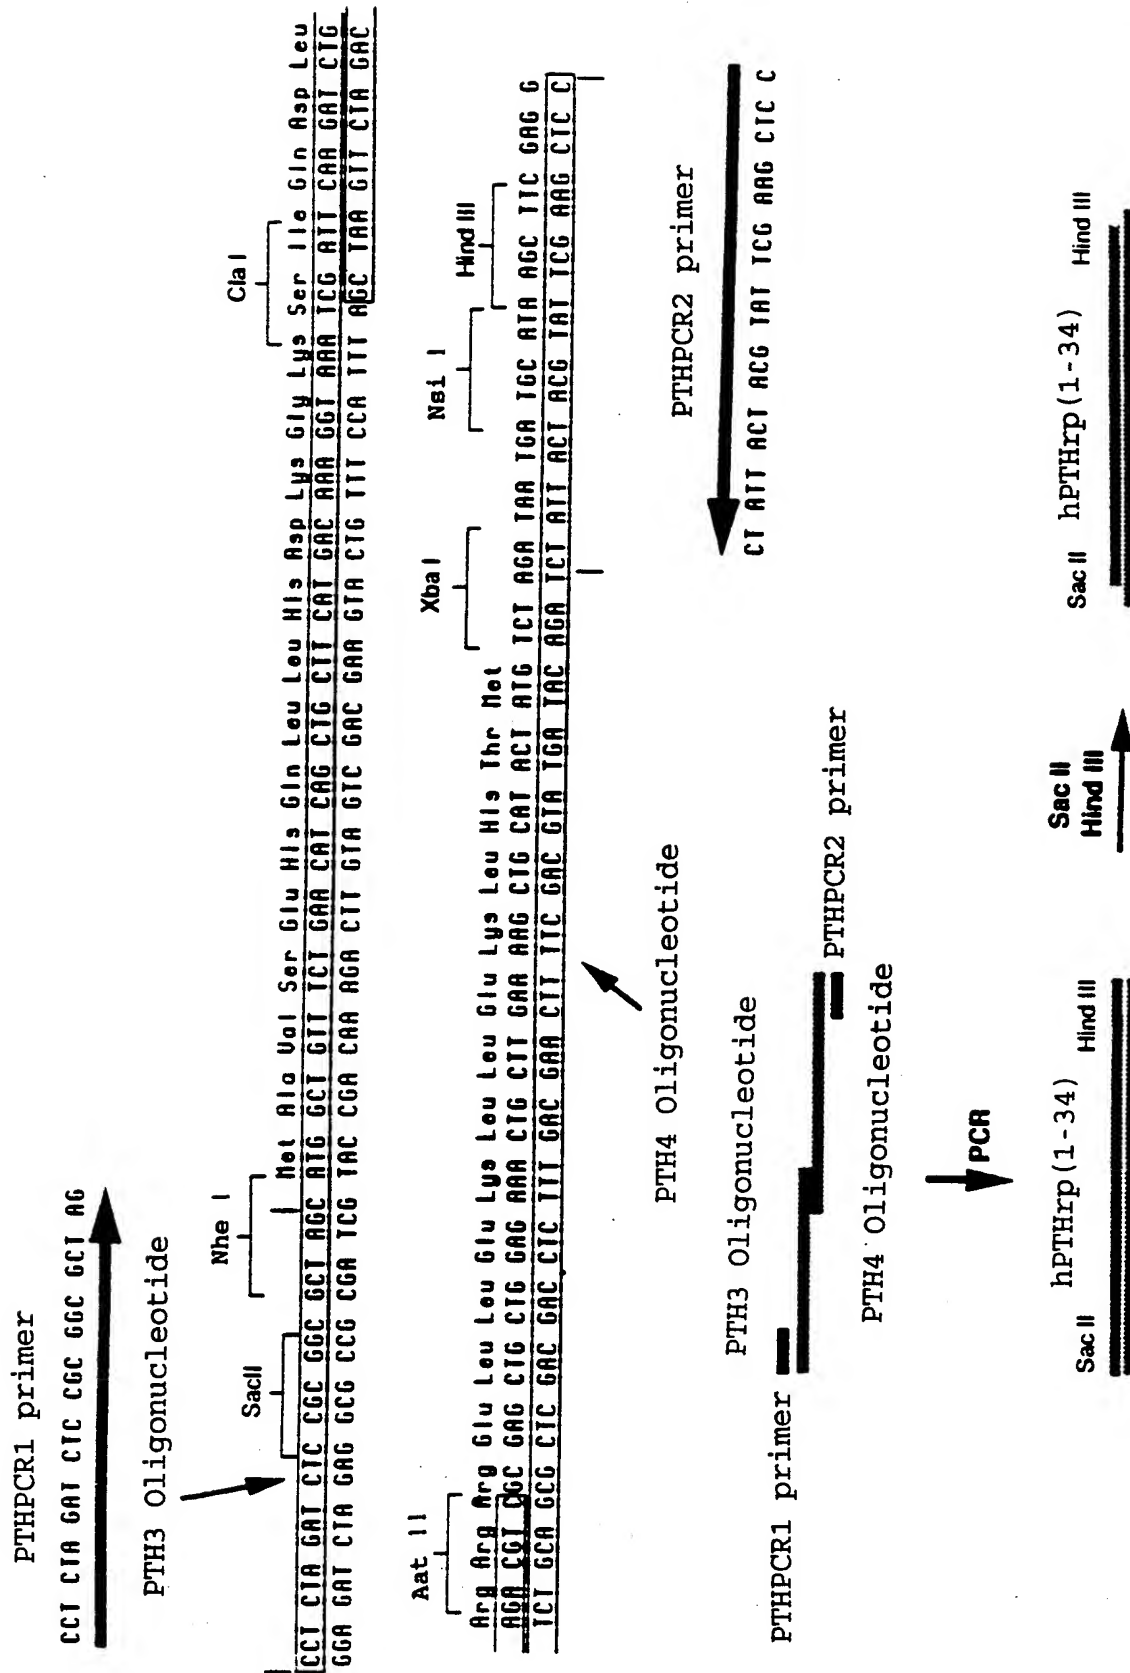 PTHPCR1 primer
CCT CTA GAT CTC CGC GGC GCT AG
PTH3 Oligonucleotide
SacII
Nhe I
Cla I
Met Ala Val Ser Glu His Gln Leu Leu His Asp Lys Gly Lys Ser Ile Gln Asp Leu
CCT CTA GAT CTC CGC GGC GCT AGC ATG GCT GTT TCT GAA CAT CAG CTG CTT CAT GAC AAA GGT AAA TCG ATT CAA GAT CTG
GGA GAT CTA GAG GCG CCG CGA TCG TAC CGA CAA AGA CTT GTA GTC GAC GAA GTA CTG TTT CCA TTT AGC TAA GTT CTA GAC
Aat II
Xba I
Nsi I
Hind III
Arg Arg Arg Glu Leu Leu Glu Lys Leu Leu Glu Lys Leu His Thr Met
AGA CGT CGC GAG CTG CTG GAG AAA CTG CTT GAA AAG CTG CAT ACT ATG TCT AGA TAA TGA TGC ATA AGC TTC GAG G
TCT GCA GCG CTC GAC GAC CTC TTT GAC GAA CTT TTC GAC GTA TGA TAC AGA TCT ATT ACT ACG TAT TCG AAG CTC C
PTH4 Oligonucleotide
PTHPCR2 primer
CT ATT ACT ACG TAT TCG AAG CTC C
PTHPCR1 primer
PTH3 Oligonucleotide
PTHPCR2 primer
PTH4 Oligonucleotide
PCR
Sac II
hPTHrp(1-34)
Hind III
Sac II
Hind III
Sac II
hPTHrp(1-34)
Hind III